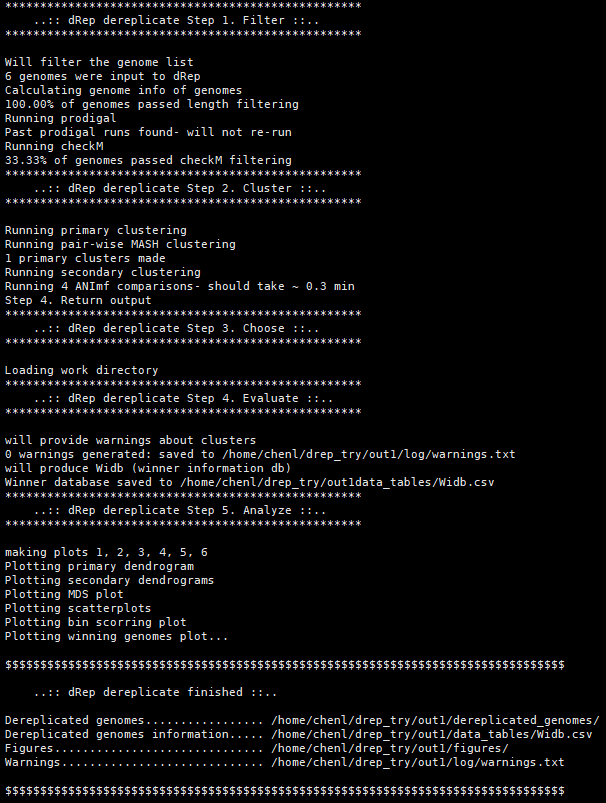 ***************************************************
    ..:: dRep dereplicate Step 1. Filter ::..
***************************************************

Will filter the genome list
6 genomes were input to dRep
Calculating genome info of genomes
100.00% of genomes passed length filtering
Running prodigal
Past prodigal runs found- will not re-run
Running checkM
33.33% of genomes passed checkM filtering
***************************************************
    ..:: dRep dereplicate Step 2. Cluster ::..
***************************************************

Running primary clustering
Running pair-wise MASH clustering
1 primary clusters made
Running secondary clustering
Running 4 ANImf comparisons- should take ~ 0.3 min
Step 4. Return output
***************************************************
    ..:: dRep dereplicate Step 3. Choose ::..
***************************************************

Loading work directory
***************************************************
    ..:: dRep dereplicate Step 4. Evaluate ::..
***************************************************

will provide warnings about clusters
0 warnings generated: saved to /home/chenl/drep_try/out1/log/warnings.txt
will produce Widb (winner information db)
Winner database saved to /home/chenl/drep_try/out1data_tables/Widb.csv
***************************************************
    ..:: dRep dereplicate Step 5. Analyze ::..
***************************************************

making plots 1, 2, 3, 4, 5, 6
Plotting primary dendrogram
Plotting secondary dendrograms
Plotting MDS plot
Plotting scatterplots
Plotting bin scorring plot
Plotting winning genomes plot...

$$$$$$$$$$$$$$$$$$$$$$$$$$$$$$$$$$$$$$$$$$$$$$$$$$$$$$$$$$$$$$$$$$$$$$$$$$$$$$$$

    ..:: dRep dereplicate finished ::..

Dereplicated genomes................. /home/chenl/drep_try/out1/dereplicated_genomes/
Dereplicated genomes information..... /home/chenl/drep_try/out1/data_tables/Widb.csv
Figures.............................. /home/chenl/drep_try/out1/figures/
Warnings............................. /home/chenl/drep_try/out1/log/warnings.txt

$$$$$$$$$$$$$$$$$$$$$$$$$$$$$$$$$$$$$$$$$$$$$$$$$$$$$$$$$$$$$$$$$$$$$$$$$$$$$$$$